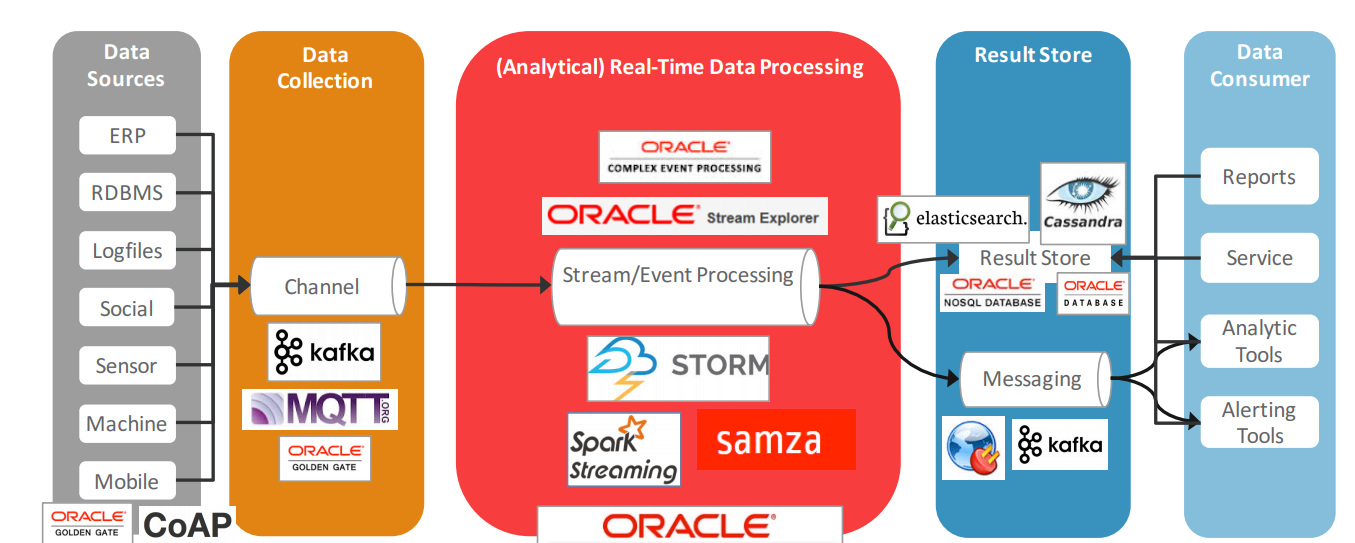 Data
Sources
ERP
RDBMS
Logfiles
Social
Sensor
Machine
Mobile
ORACLE®
GOLDEN GATE
CoAP
Data
Collection
Channel
kafka
MQTT.ORG
ORACLE®
GOLDEN GATE
(Analytical) Real-Time Data Processing
ORACLE®
COMPLEX EVENT PROCESSING
ORACLE® Stream Explorer
Stream/Event Processing
STORM
Spark
Streaming
samza
ORACLE®
Result Store
elasticsearch.
Cassandra
Result Store
ORACLE®
NOSQL DATABASE
ORACLE®
DATABASE
Messaging
kafka
Data
Consumer
Reports
Service
Analytic
Tools
Alerting
Tools